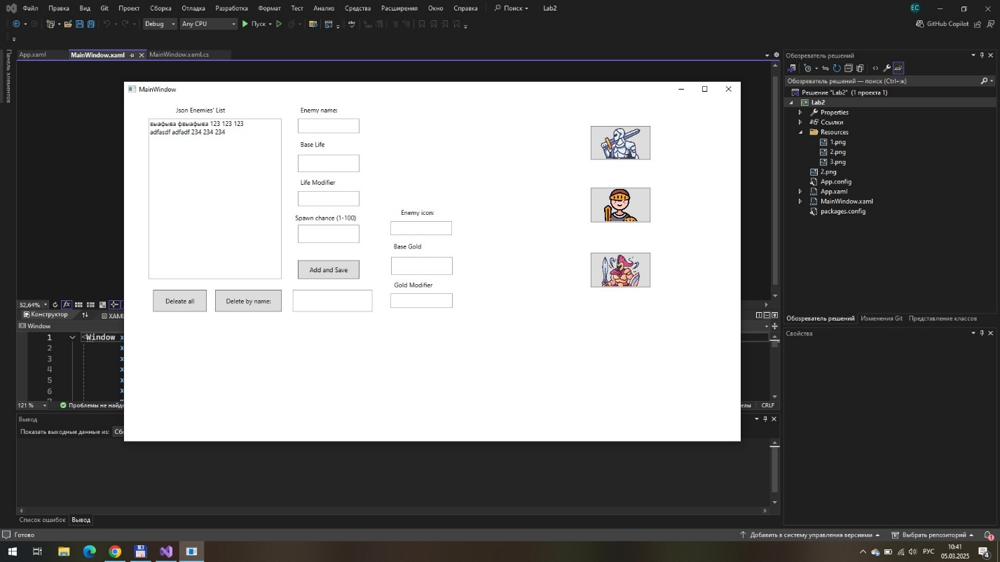 Файл Правка Вид Git Проект Сборка Отладка Разработка Формат Тест Анализ Средства Расширения Окно Справка Поиск Lab2 EC
Debug Any CPU Пуск GitHub Copilot
Панель элементов
App.xaml MainWindow.xaml MainWindow.xaml.cs
MainWindow
Json Enemies' List
выафыва фвыафыва 123 123 123
adfasdf adfadf 234 234 234
Deleate all
Delete by name:
Enemy name:
Base Life
Life Modifier
Spawn chance (1-100)
Add and Save
Enemy icon:
Base Gold
Gold Modifier
52,64%
Конструктор XAML
Window
1 <Window x
2 x
3 x
4 x
5 x
6 x
121 % Проблемы не найде
елы CRLF
Вывод
Показать выходные данные из: Сбо
Список ошибок Вывод
Обозреватель решений
Обозреватель решений — поиск (Ctrl+ж)
Решение "Lab2" (1 проекта 1)
Lab2
Properties
Ссылки
Resources
1.png
2.png
3.png
2.png
App.config
App.xaml
MainWindow.xaml
packages.config
Обозреватель решений Изменения Git Представление классов
Свойства
Готово
Добавить в систему управления версиями Выбрать репозиторий 1
РУС
10:41
05.03.2025
4